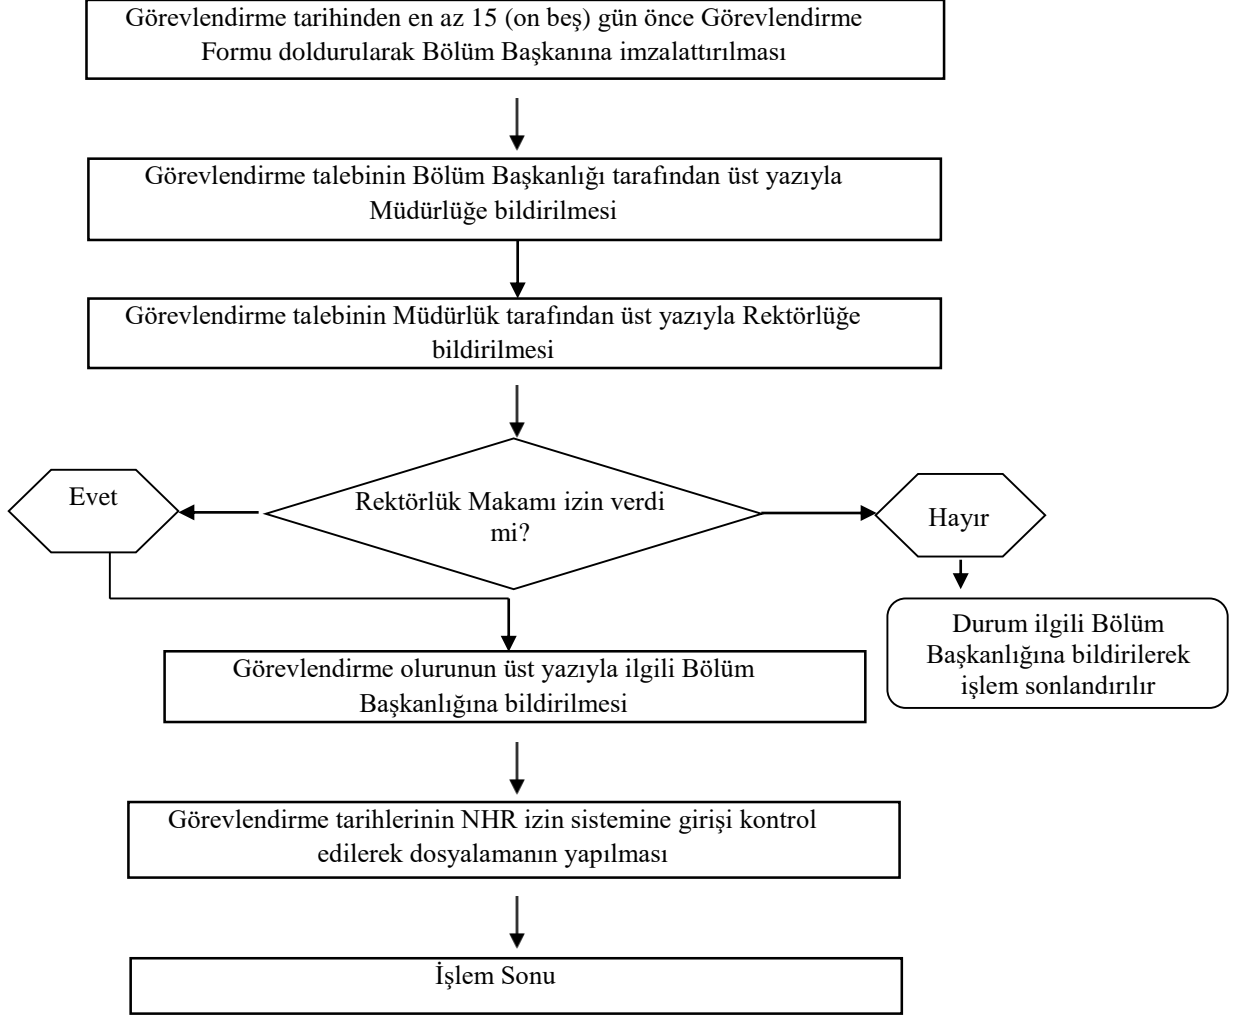 Görevlendirme tarihinden en az 15 (on beş) gün önce Görevlendirme
Formu doldurularak Bölüm Başkanına imzalattırılması
Görevlendirme talebinin Bölüm Başkanlığı tarafından üst yazıyla
Müdürlüğe bildirilmesi
Görevlendirme talebinin Müdürlük tarafından üst yazıyla Rektörlüğe
bildirilmesi
Evet
Rektörlük Makamı izin verdi
mi?
Hayır
Durum ilgili Bölüm
Başkanlığına bildirilerek
işlem sonlandırılır
Görevlendirme olurunun üst yazıyla ilgili Bölüm
Başkanlığına bildirilmesi
Görevlendirme tarihlerinin NHR izin sistemine girişi kontrol
edilerek dosyalamanın yapılması
İşlem Sonu